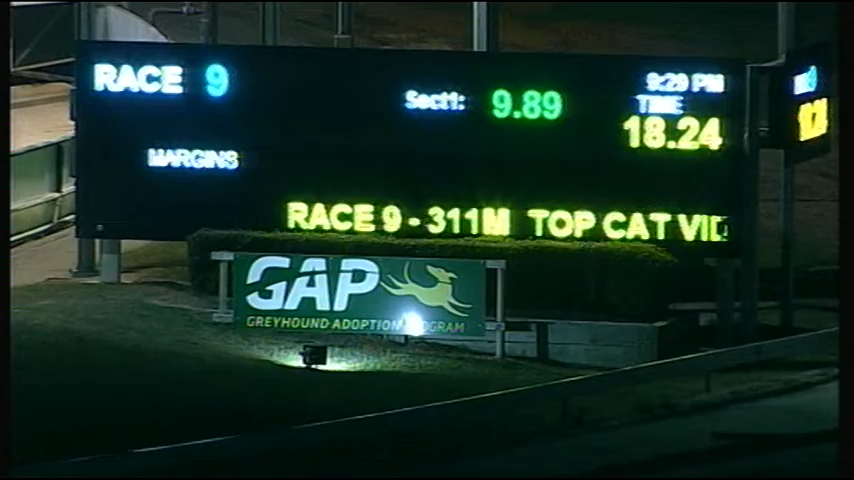 RACE 9
Sect1: 9.89
9:29 PM
TIME
18.24
MARGINS
RACE 9 - 311M TOP CAT VID
GAP
GREYHOUND ADOPTION PROGRAM